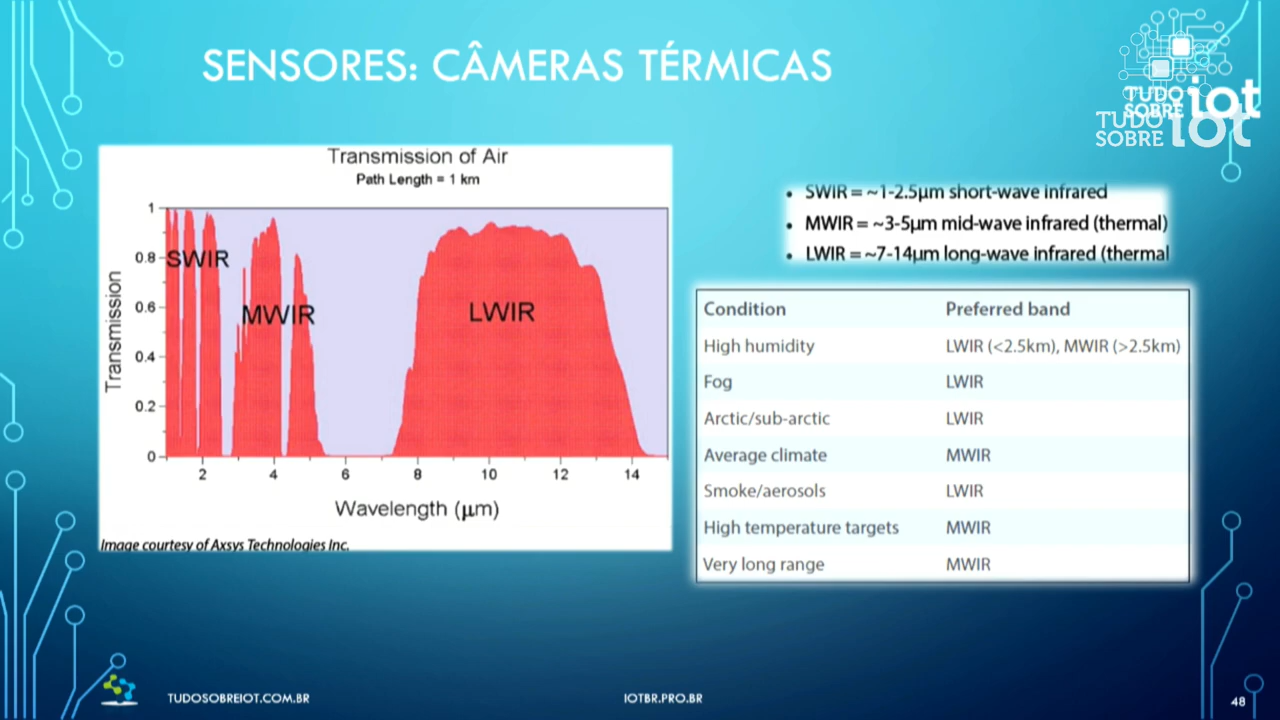 SENSORES: CÂMERAS TÉRMICAS
TUDO
SOBRE iot
TUDO
SOBRE iot
Transmission of Air
Path Length = 1 km
1
0.8
0.6
0.4
0.2
0
Transmission
SWIR
MWIR
LWIR
2 4 6 8 10 12 14
Wavelength (µm)
Image courtesy of Axsys Technologies Inc.
• SWIR = ~1-2.5µm short-wave infrared
• MWIR = ~3-5µm mid-wave infrared (thermal)
• LWIR = ~7-14µm long-wave infrared (thermal
Condition Preferred band
High humidity LWIR (<2.5km), MWIR (>2.5km)
Fog LWIR
Arctic/sub-arctic LWIR
Average climate MWIR
Smoke/aerosols LWIR
High temperature targets MWIR
Very long range MWIR
TUDOSOBREIOT.COM.BR IOTBR.PRO.BR 48